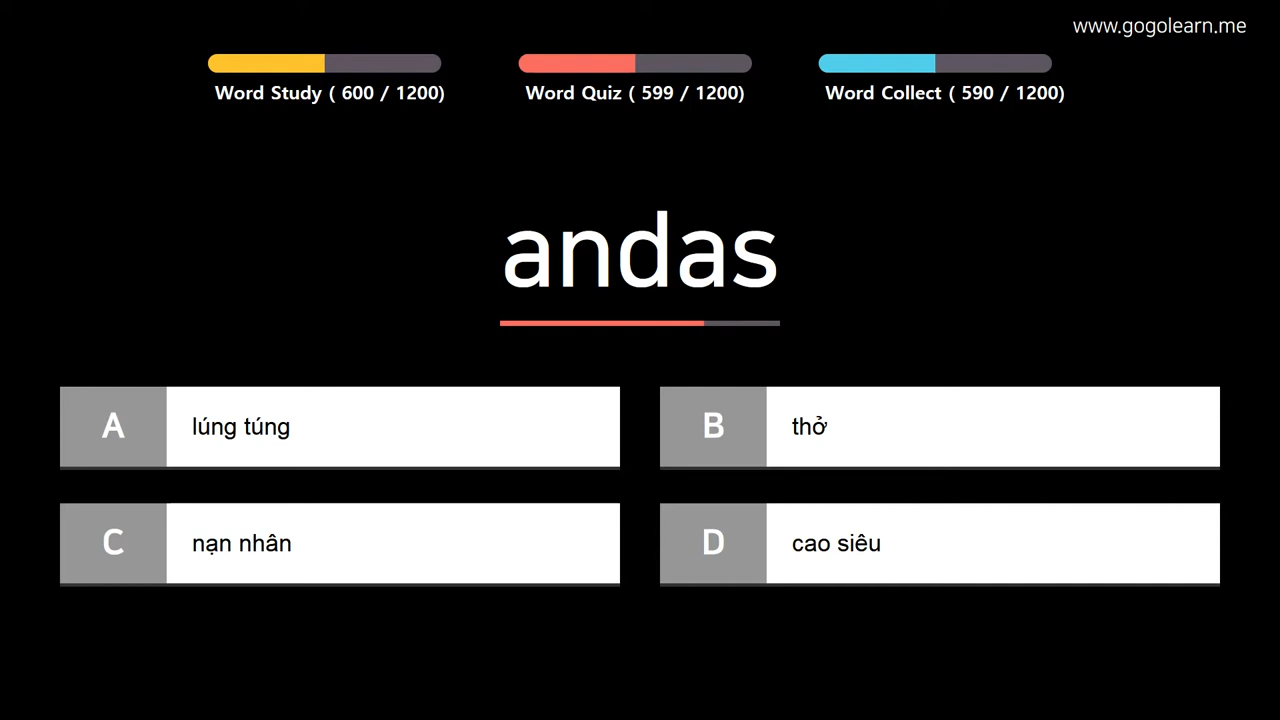 www.gogolearn.me
Word Study ( 600 / 1200)
Word Quiz ( 599 / 1200)
Word Collect ( 590 / 1200)
andas
A lúng túng
B thở
C nạn nhân
D cao siêu